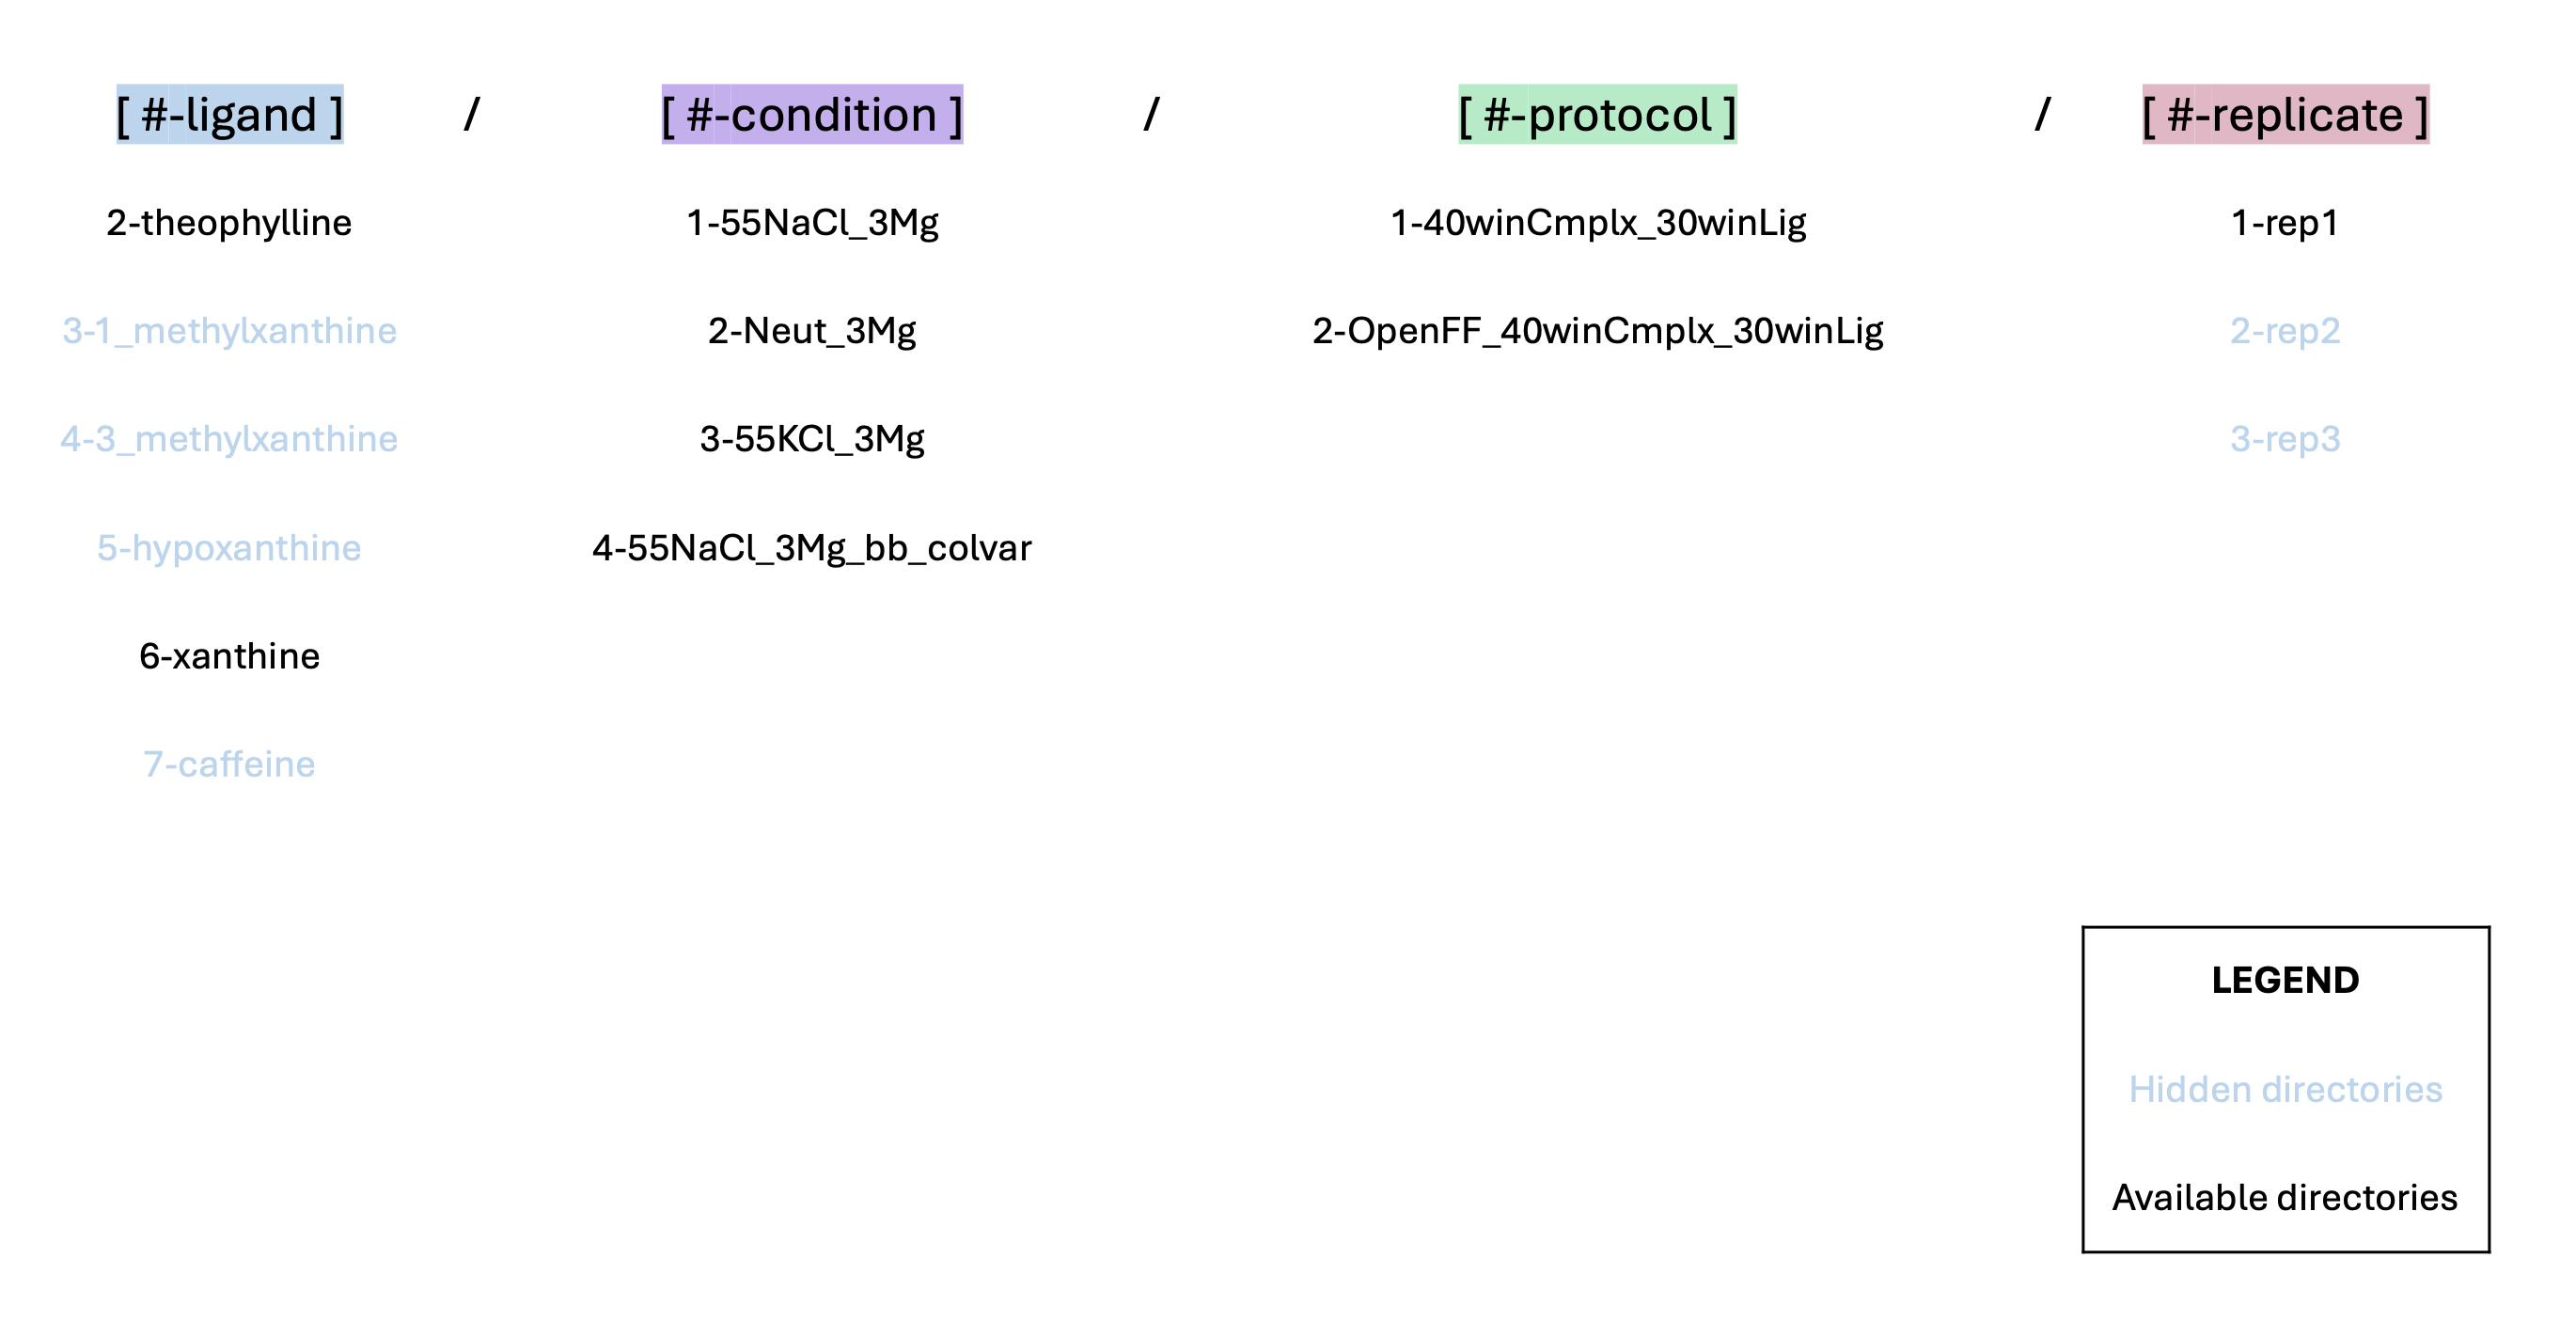 [ #-ligand ] / [ #-condition ] / [ #-protocol ] / [ #-replicate ]
2-theophylline 1-55NaCl_3Mg 1-40winCmplx_30winLig 1-rep1
3-1_methylxanthine 2-Neut_3Mg 2-OpenFF_40winCmplx_30winLig 2-rep2
4-3_methylxanthine 3-55KCl_3Mg 3-rep3
5-hypoxanthine 4-55NaCl_3Mg_bb_colvar
6-xanthine
7-caffeine
LEGEND
Hidden directories
Available directories